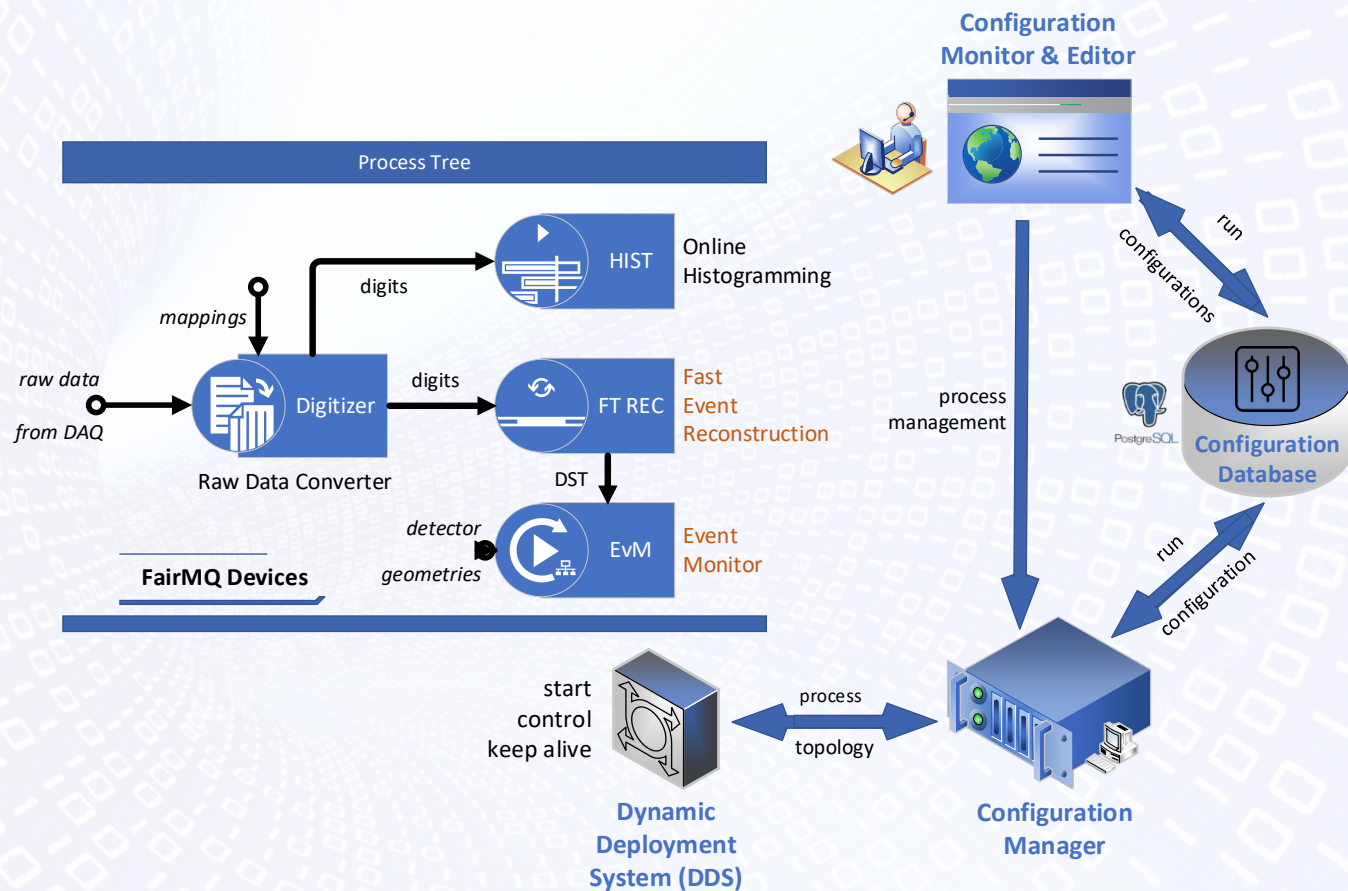 Configuration
Monitor & Editor
Process Tree
HIST
Online
Histogramming
digits
mappings
raw data
from DAQ
Digitizer
Raw Data Converter
digits
FT REC
Fast
Event
Reconstruction
DST
detector
geometries
EvM
Event
Monitor
FairMQ Devices
run
configurations
process
management
PostgreSQL
Configuration
Database
run
configuration
start
control
keep alive
process
topology
Dynamic
Deployment
System (DDS)
Configuration
Manager